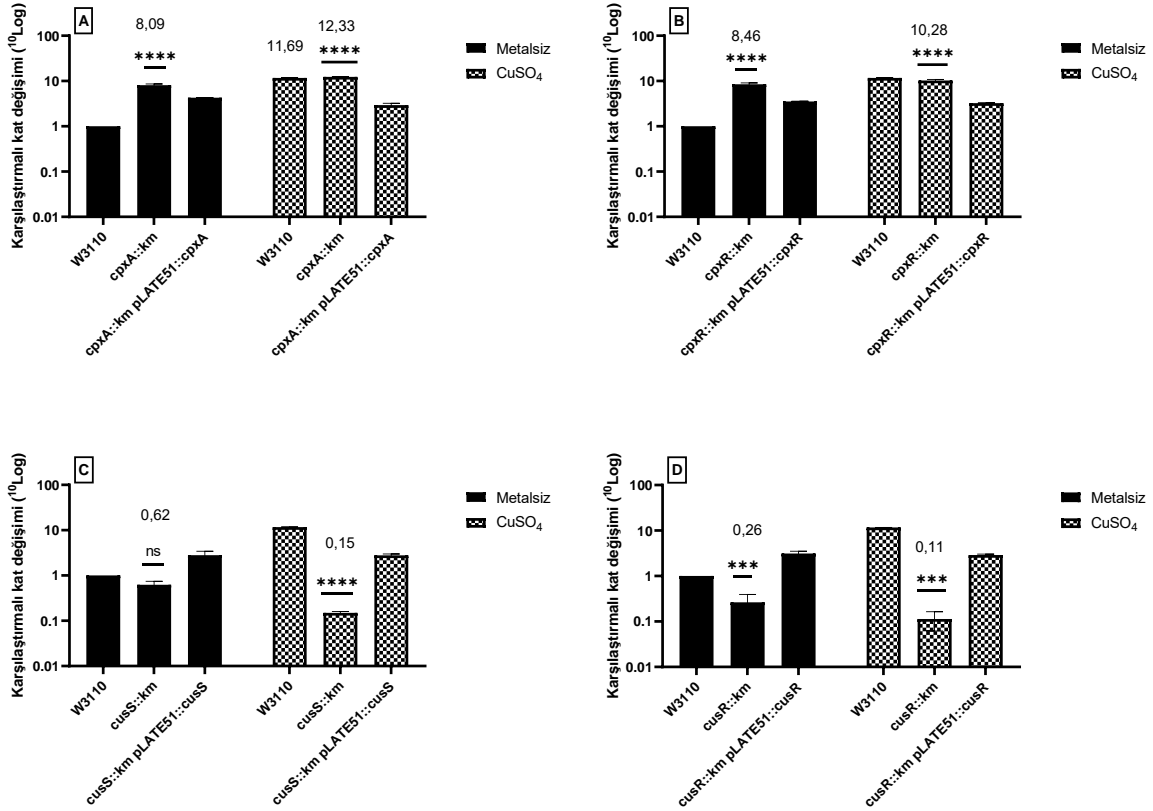 A
8,09
12,33
11,69
****
****
Karşılaştırmalı kat değişimi (¹⁰Log)
100
10
1
0.1
0.01
W3110
cpxA::km
cpxA::km pLATE51::cpxA
W3110
cpxA::km
cpxA::km pLATE51::cpxA
Metalsiz
CuSO₄
B
8,46
10,28
****
****
Karşılaştırmalı kat değişimi (¹⁰Log)
100
10
1
0.1
0.01
W3110
cpxR::km
cpxR::km pLATE51::cpxR
W3110
cpxR::km
cpxR::km pLATE51::cpxR
Metalsiz
CuSO₄
C
0,62
0,15
ns
****
Karşılaştırmalı kat değişimi (¹⁰Log)
100
10
1
0.1
0.01
W3110
cusS::km
cusS::km pLATE51::cusS
W3110
cusS::km
cusS::km pLATE51::cusS
Metalsiz
CuSO₄
D
0,26
0,11
***
***
Karşılaştırmalı kat değişimi (¹⁰Log)
100
10
1
0.1
0.01
W3110
cusR::km
cusR::km pLATE51::cusR
W3110
cusR::km
cusR::km pLATE51::cusR
Metalsiz
CuSO₄